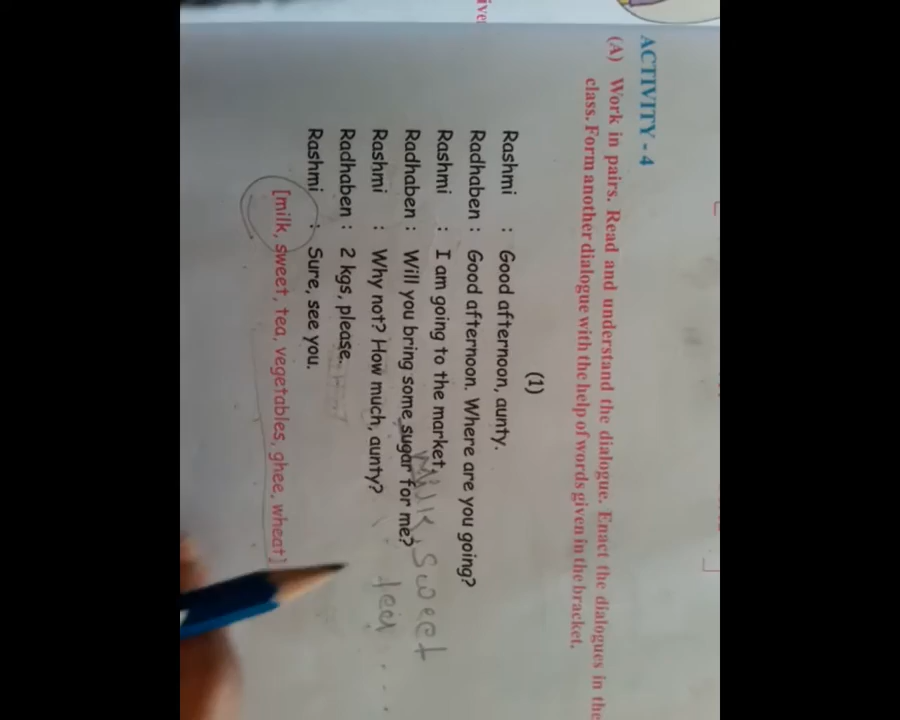 ive
ACTIVITY - 4
(A) Work in pairs. Read and understand the dialogue. Enact the dialogues in the
class. Form another dialogue with the help of words given in the bracket.
(1)
Rashmi : Good afternoon, aunty.
Radhaben : Good afternoon. Where are you going?
Rashmi : I am going to the market.
Milk, Sweet
Radhaben : Will you bring some sugar for me?
tea ...
Rashmi : Why not? How much, aunty?
Radhaben : 2 kgs, please.
Rashmi : Sure, see you.
[milk, sweet, tea, vegetables, ghee, wheat]